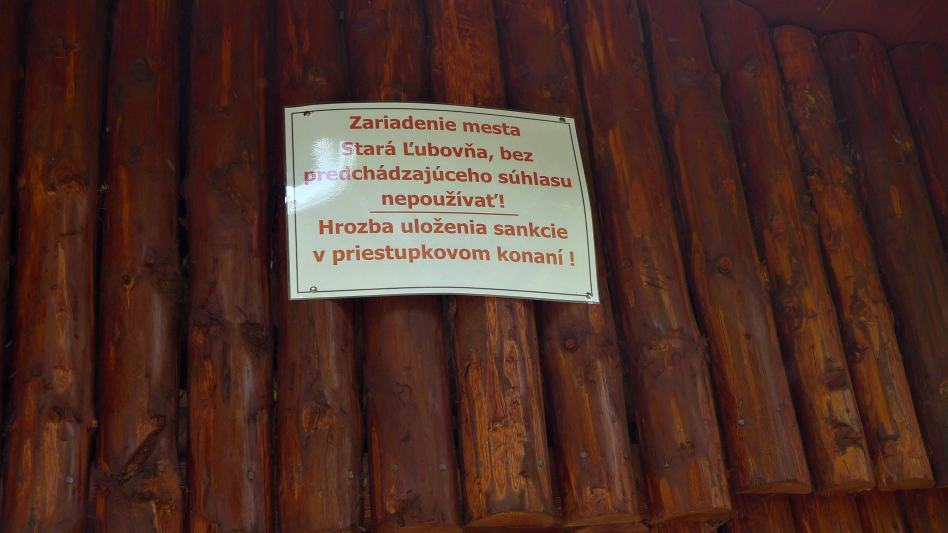 Zariadenie mesta
Stará Ľubovňa, bez
predchádzajúceho súhlasu
nepoužívať!
Hrozba uloženia sankcie
v priestupkovom konaní !